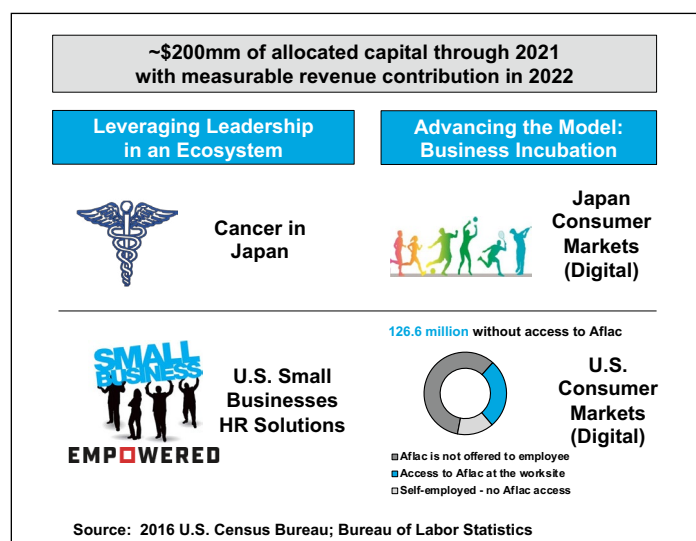 ~$200mm of allocated capital through 2021
with measurable revenue contribution in 2022
Leveraging Leadership
in an Ecosystem
Advancing the Model:
Business Incubation
Cancer in
Japan
Japan
Consumer
Markets
(Digital)
SMALL
BUSINESS
EMPOWERED
U.S. Small
Businesses
HR Solutions
126.6 million without access to Aflac
U.S.
Consumer
Markets
(Digital)
Aflac is not offered to employee
Access to Aflac at the worksite
Self-employed - no Aflac access
Source: 2016 U.S. Census Bureau; Bureau of Labor Statistics